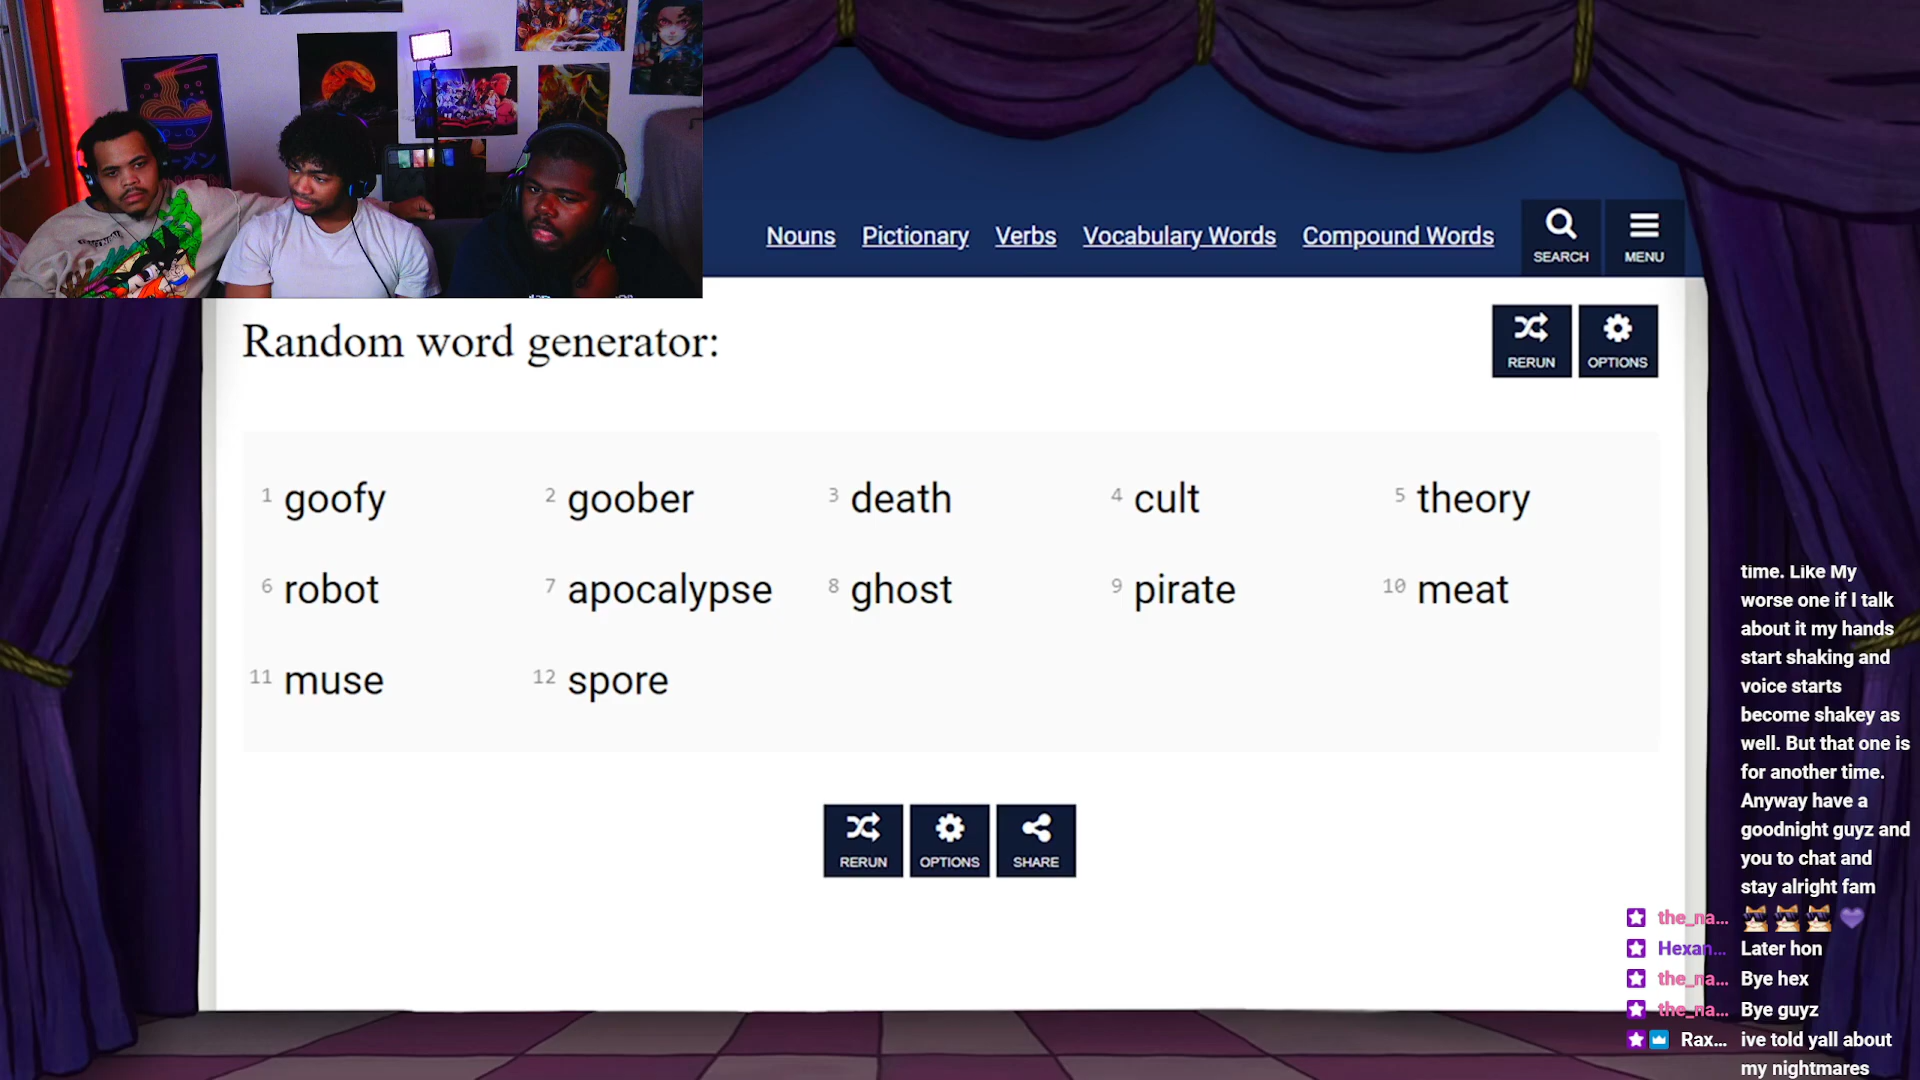 Nouns Pictionary Verbs Vocabulary Words Compound Words
SEARCH
MENU
Random word generator:
RERUN
OPTIONS
1 goofy
2 goober
3 death
4 cult
5 theory
6 robot
7 apocalypse
8 ghost
9 pirate
10 meat
11 muse
12 spore
RERUN
OPTIONS
SHARE
time. Like My
worse one if I talk
about it my hands
start shaking and
voice starts
become shakey as
well. But that one is
for another time.
Anyway have a
goodnight guyz and
you to chat and
stay alright fam
the_na...
Hexan... Later hon
the_na... Bye hex
the_na... Bye guyz
Rax... ive told yall about
my nightmares